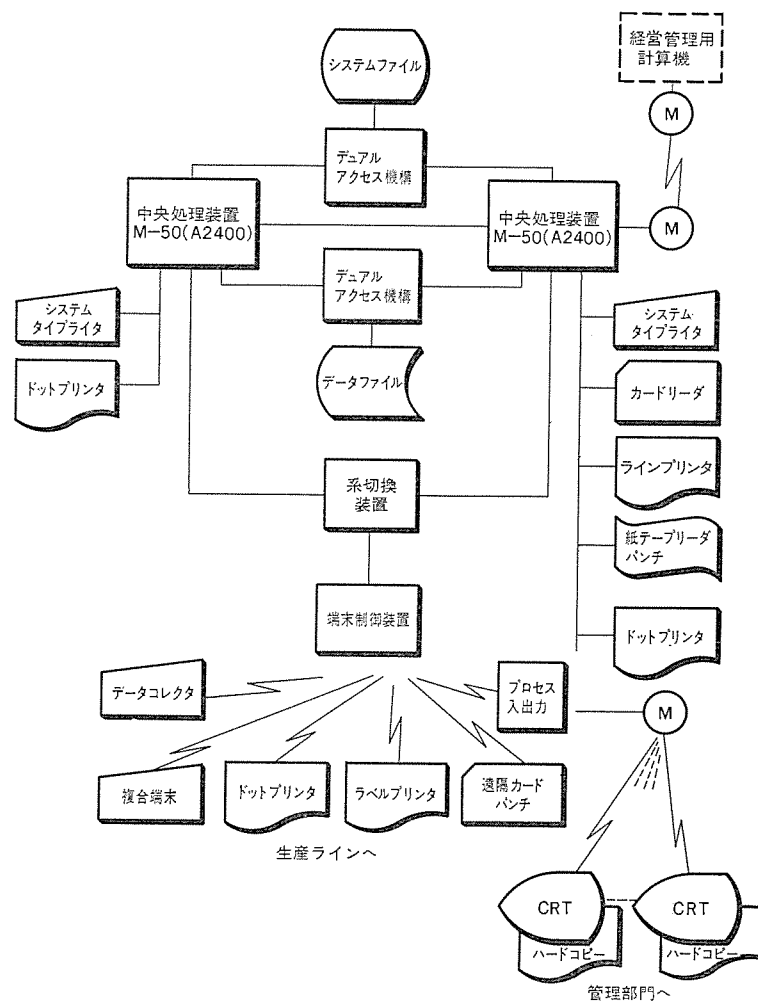 経営管理用
計算機
システムファイル
M
デュアル
アクセス機構
中央処理装置
M-50(A2400)
中央処理装置
M-50(A2400)
M
デュアル
アクセス機構
システム
タイプライタ
システム
タイプライタ
ドットプリンタ
データファイル
カードリーダ
ラインプリンタ
系切換
装置
紙テープリーダ
パンチ
端末制御装置
ドットプリンタ
データコレクタ
プロセス
入出力
M
複合端末
ドットプリンタ
ラベルプリンタ
遠隔カード
パンチ
生産ラインへ
CRT
CRT
ハードコピー
ハードコピー
管理部門へ